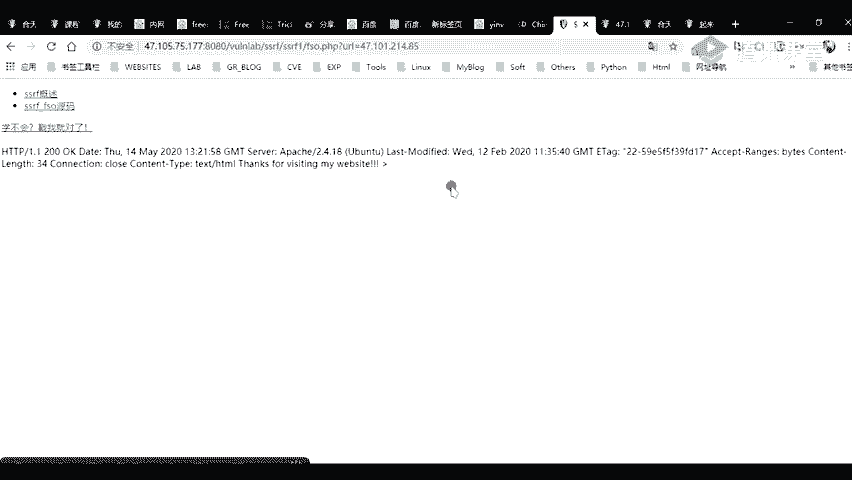 合天
课程
我的
内网
free
Free
Trici
分享
百度
百度
新标签页
yinv
Cho
S
47.1
合天
起来
不安全 47.105.75.177:8080/vulnlab/ssrf/ssrf1/fso.php?url=47.101.214.85
应用 书签工具栏 WEBSITES LAB GR_BLOG CVE EXP Tools Linux MyBlog Soft Others Python Html 网址导航 » 其他书签
腾讯课堂
ssrf概述
ssrf_fso源码
学不会？戳我就对了！
HTTP/1.1 200 OK Date: Thu, 14 May 2020 13:21:58 GMT Server: Apache/2.4.18 (Ubuntu) Last-Modified: Wed, 12 Feb 2020 11:35:40 GMT ETag: "22-59e5f5f39fd17" Accept-Ranges: bytes Content-
Length: 34 Connection: close Content-Type: text/html Thanks for visiting my website!!! >